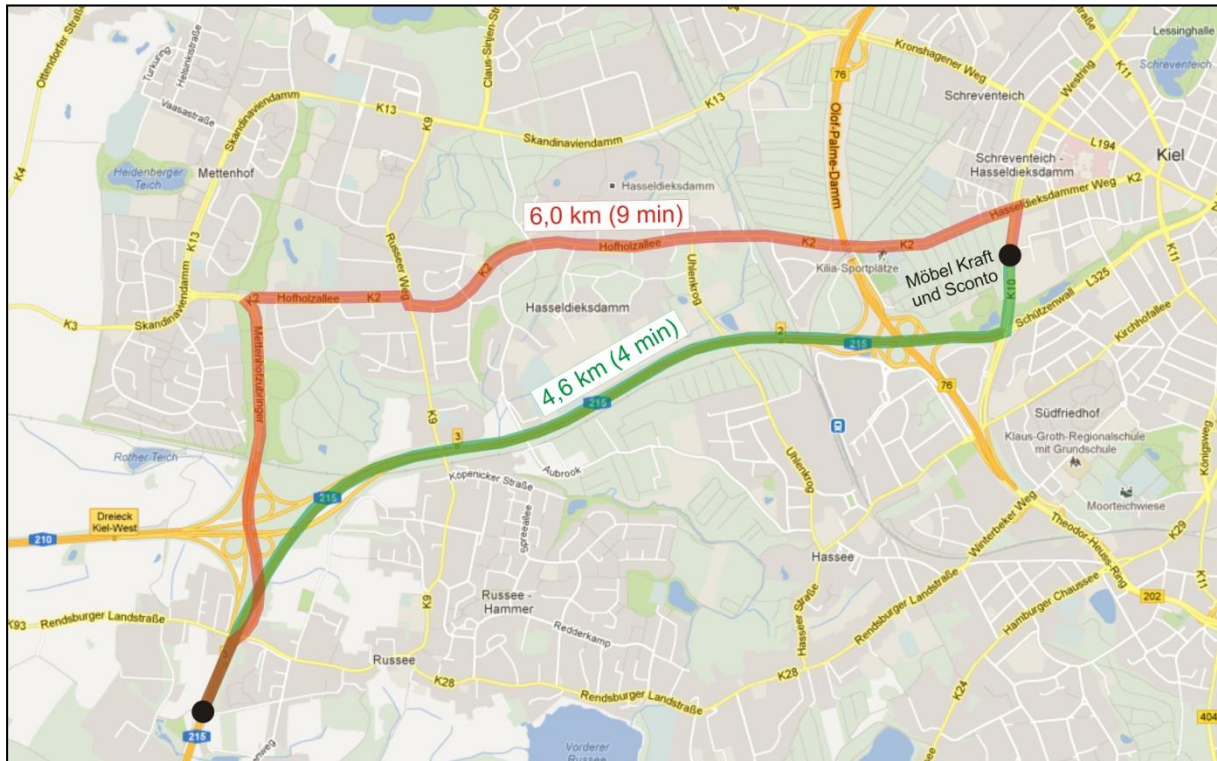 Ottendorfer Straße
Turkuring
Helsinkistraße
Vaasastraße
Claus-Sinjen-Str
K13
Skandinaviendamm
K9
K13
Skandinaviendamm
76
Olof-Palme-Damm
Kronshagener Weg
K11
Westring
Lessinghalle
Schreventeich
Schreventeich
K4
Heidenberger
Teich
Mettenhof
K13
Skandinaviendamm
Hasseldieksdamm
Schreventeich -
Hasseldieksdamm
L194
Kiel
K2
Hasseldieksdammer Weg
6,0 km (9 min)
Russeer Weg
K2
Hofholzallee
K2
K2
Kilia-Sportplätze
Möbel Kraft
und Sconto
K10
L325
Schützenwall
K11
Kirchhofallee
Uhlenkrog
K2
Hofholzallee
K2
Hasseldieksdamm
K3
Mettenhofzubringer
4,6 km (4 min)
2
215
215
76
K9
3
Südfriedhof
Klaus-Groth-Regionalschule
mit Grundschule
Königsweg
Moorteichwiese
Rother Teich
Aubrook
Uhlenkrog
Köpenicker Straße
Spreeallee
215
Dreieck
Kiel-West
210
Hassee
Winterbeker Weg
Theodor-Heuss-Ring
K29
K11
202
Russee -
Hammer
K9
Redderkamp
Hasseer Straße
Rendsburger Landstraße
Hamburger Chaussee
K93
Rendsburger Landstraße
Russee
K28
Rendsburger Landstraße
K28
K24
404
215
Vorderer
Russee